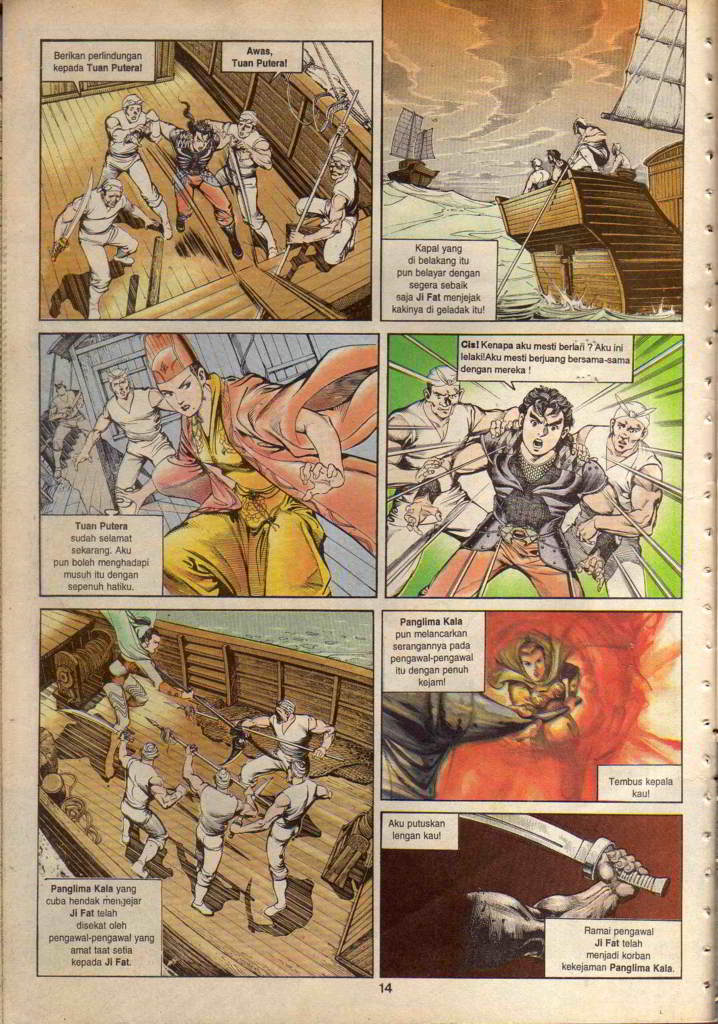 Berikan perlindungan
kepada Tuan Putera!
Awas,
Tuan Putera!
Kapal yang
di belakang itu
pun belayar dengan
segera sebaik
saja Ji Fat menjejak
kakinya di geladak itu!
Tuan Putera
sudah selamat
sekarang. Aku
pun boleh menghadapi
musuh itu dengan
sepenuh hatiku.
Cis! Kenapa aku mesti berlari ? Aku ini
lelaki!Aku mesti berjuang bersama-sama
dengan mereka !
Panglima Kala yang
cuba hendak mengejar
Ji Fat telah
disekat oleh
pengawal-pengawal yang
amat taat setia
kepada Ji Fat.
Panglima Kala
pun melancarkan
serangannya pada
pengawal-pengawal
itu dengan penuh
kejam!
Tembus kepala
kau!
Aku putuskan
lengan kau!
Ramai pengawal
Ji Fat telah
menjadi korban
kekejaman Panglima Kala.
14